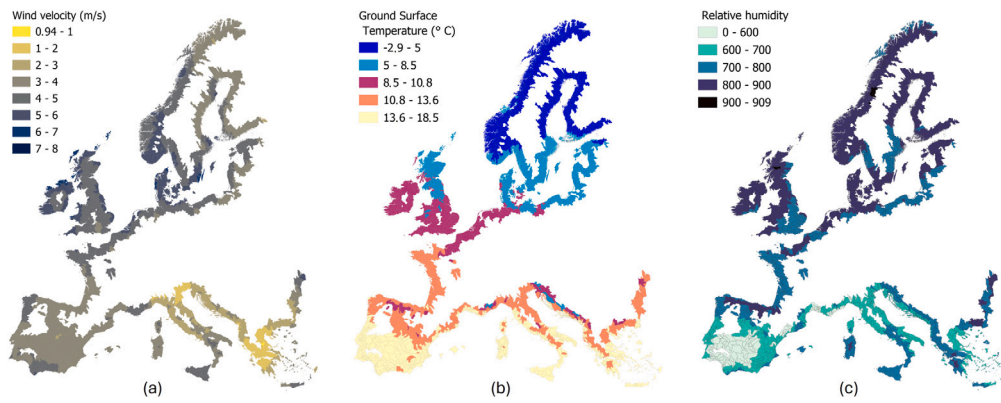 Wind velocity (m/s)
0.94 - 1
1 - 2
2 - 3
3 - 4
4 - 5
5 - 6
6 - 7
7 - 8
(a)
Ground Surface
Temperature (° C)
-2.9 - 5
5 - 8.5
8.5 - 10.8
10.8 - 13.6
13.6 - 18.5
(b)
Relative humidity
0 - 600
600 - 700
700 - 800
800 - 900
900 - 909
(c)